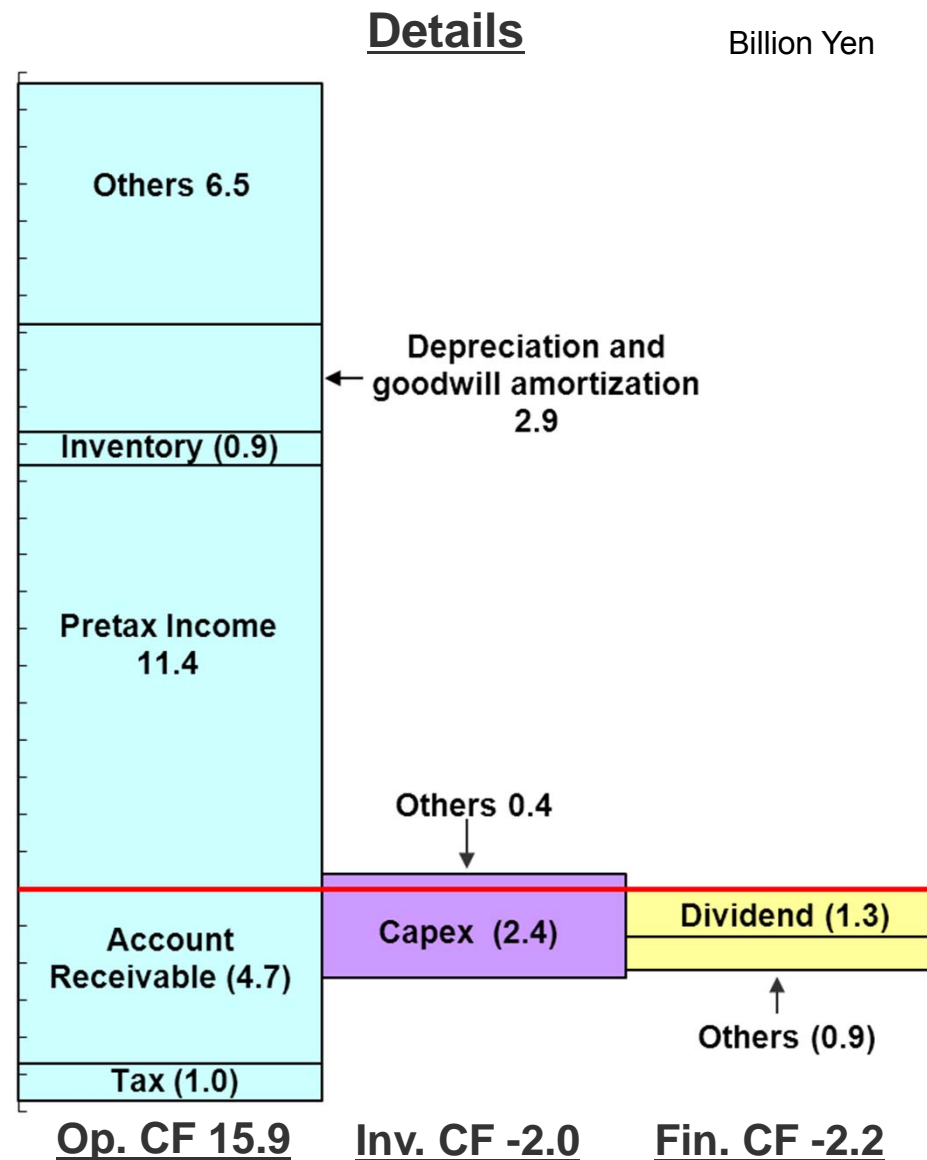 Details
Billion Yen
Others 6.5
Depreciation and
goodwill amortization
2.9
Inventory (0.9)
Pretax Income
11.4
Others 0.4
Account
Receivable (4.7)
Capex (2.4)
Dividend (1.3)
Others (0.9)
Tax (1.0)
Op. CF 15.9
Inv. CF -2.0
Fin. CF -2.2